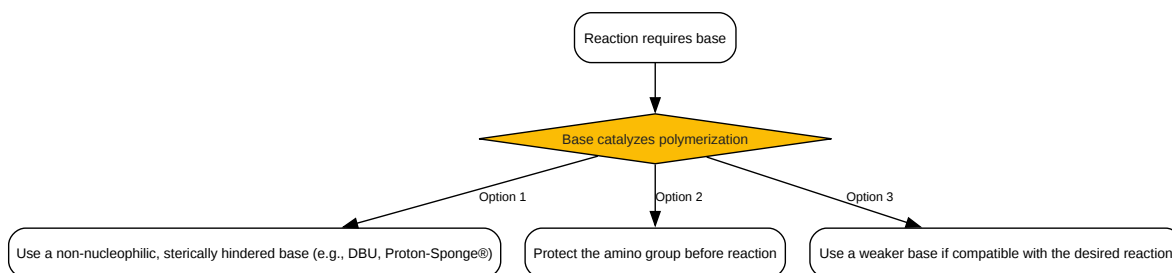 Reaction requires base
Base catalyzes polymerization
Option 1
Option 2
Option 3
Use a non-nucleophilic, sterically hindered base (e.g., DBU, Proton-Sponge®)
Protect the amino group before reaction
Use a weaker base if compatible with the desired reaction